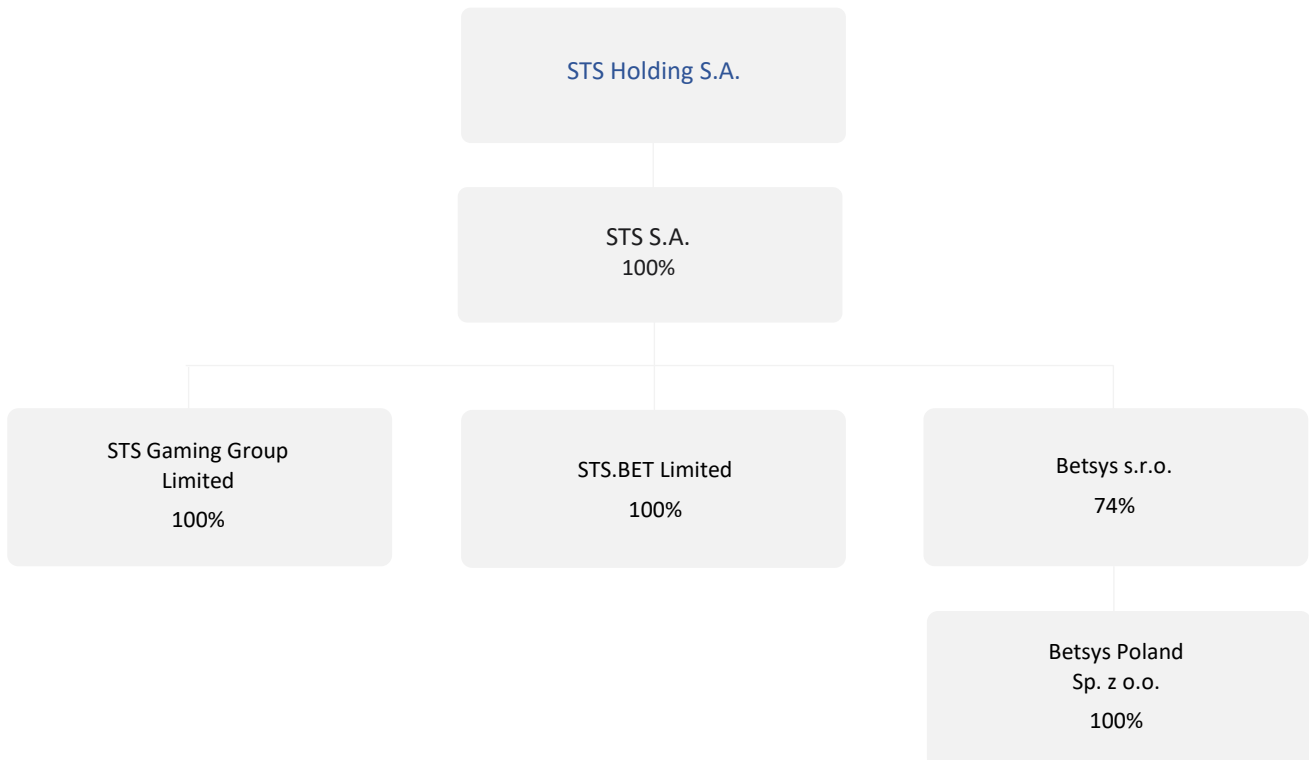 STS Holding S.A.
STS S.A.
100%
STS Gaming Group
Limited
100%
STS.BET Limited
100%
Betsys s.r.o.
74%
Betsys Poland
Sp. z o.o.
100%